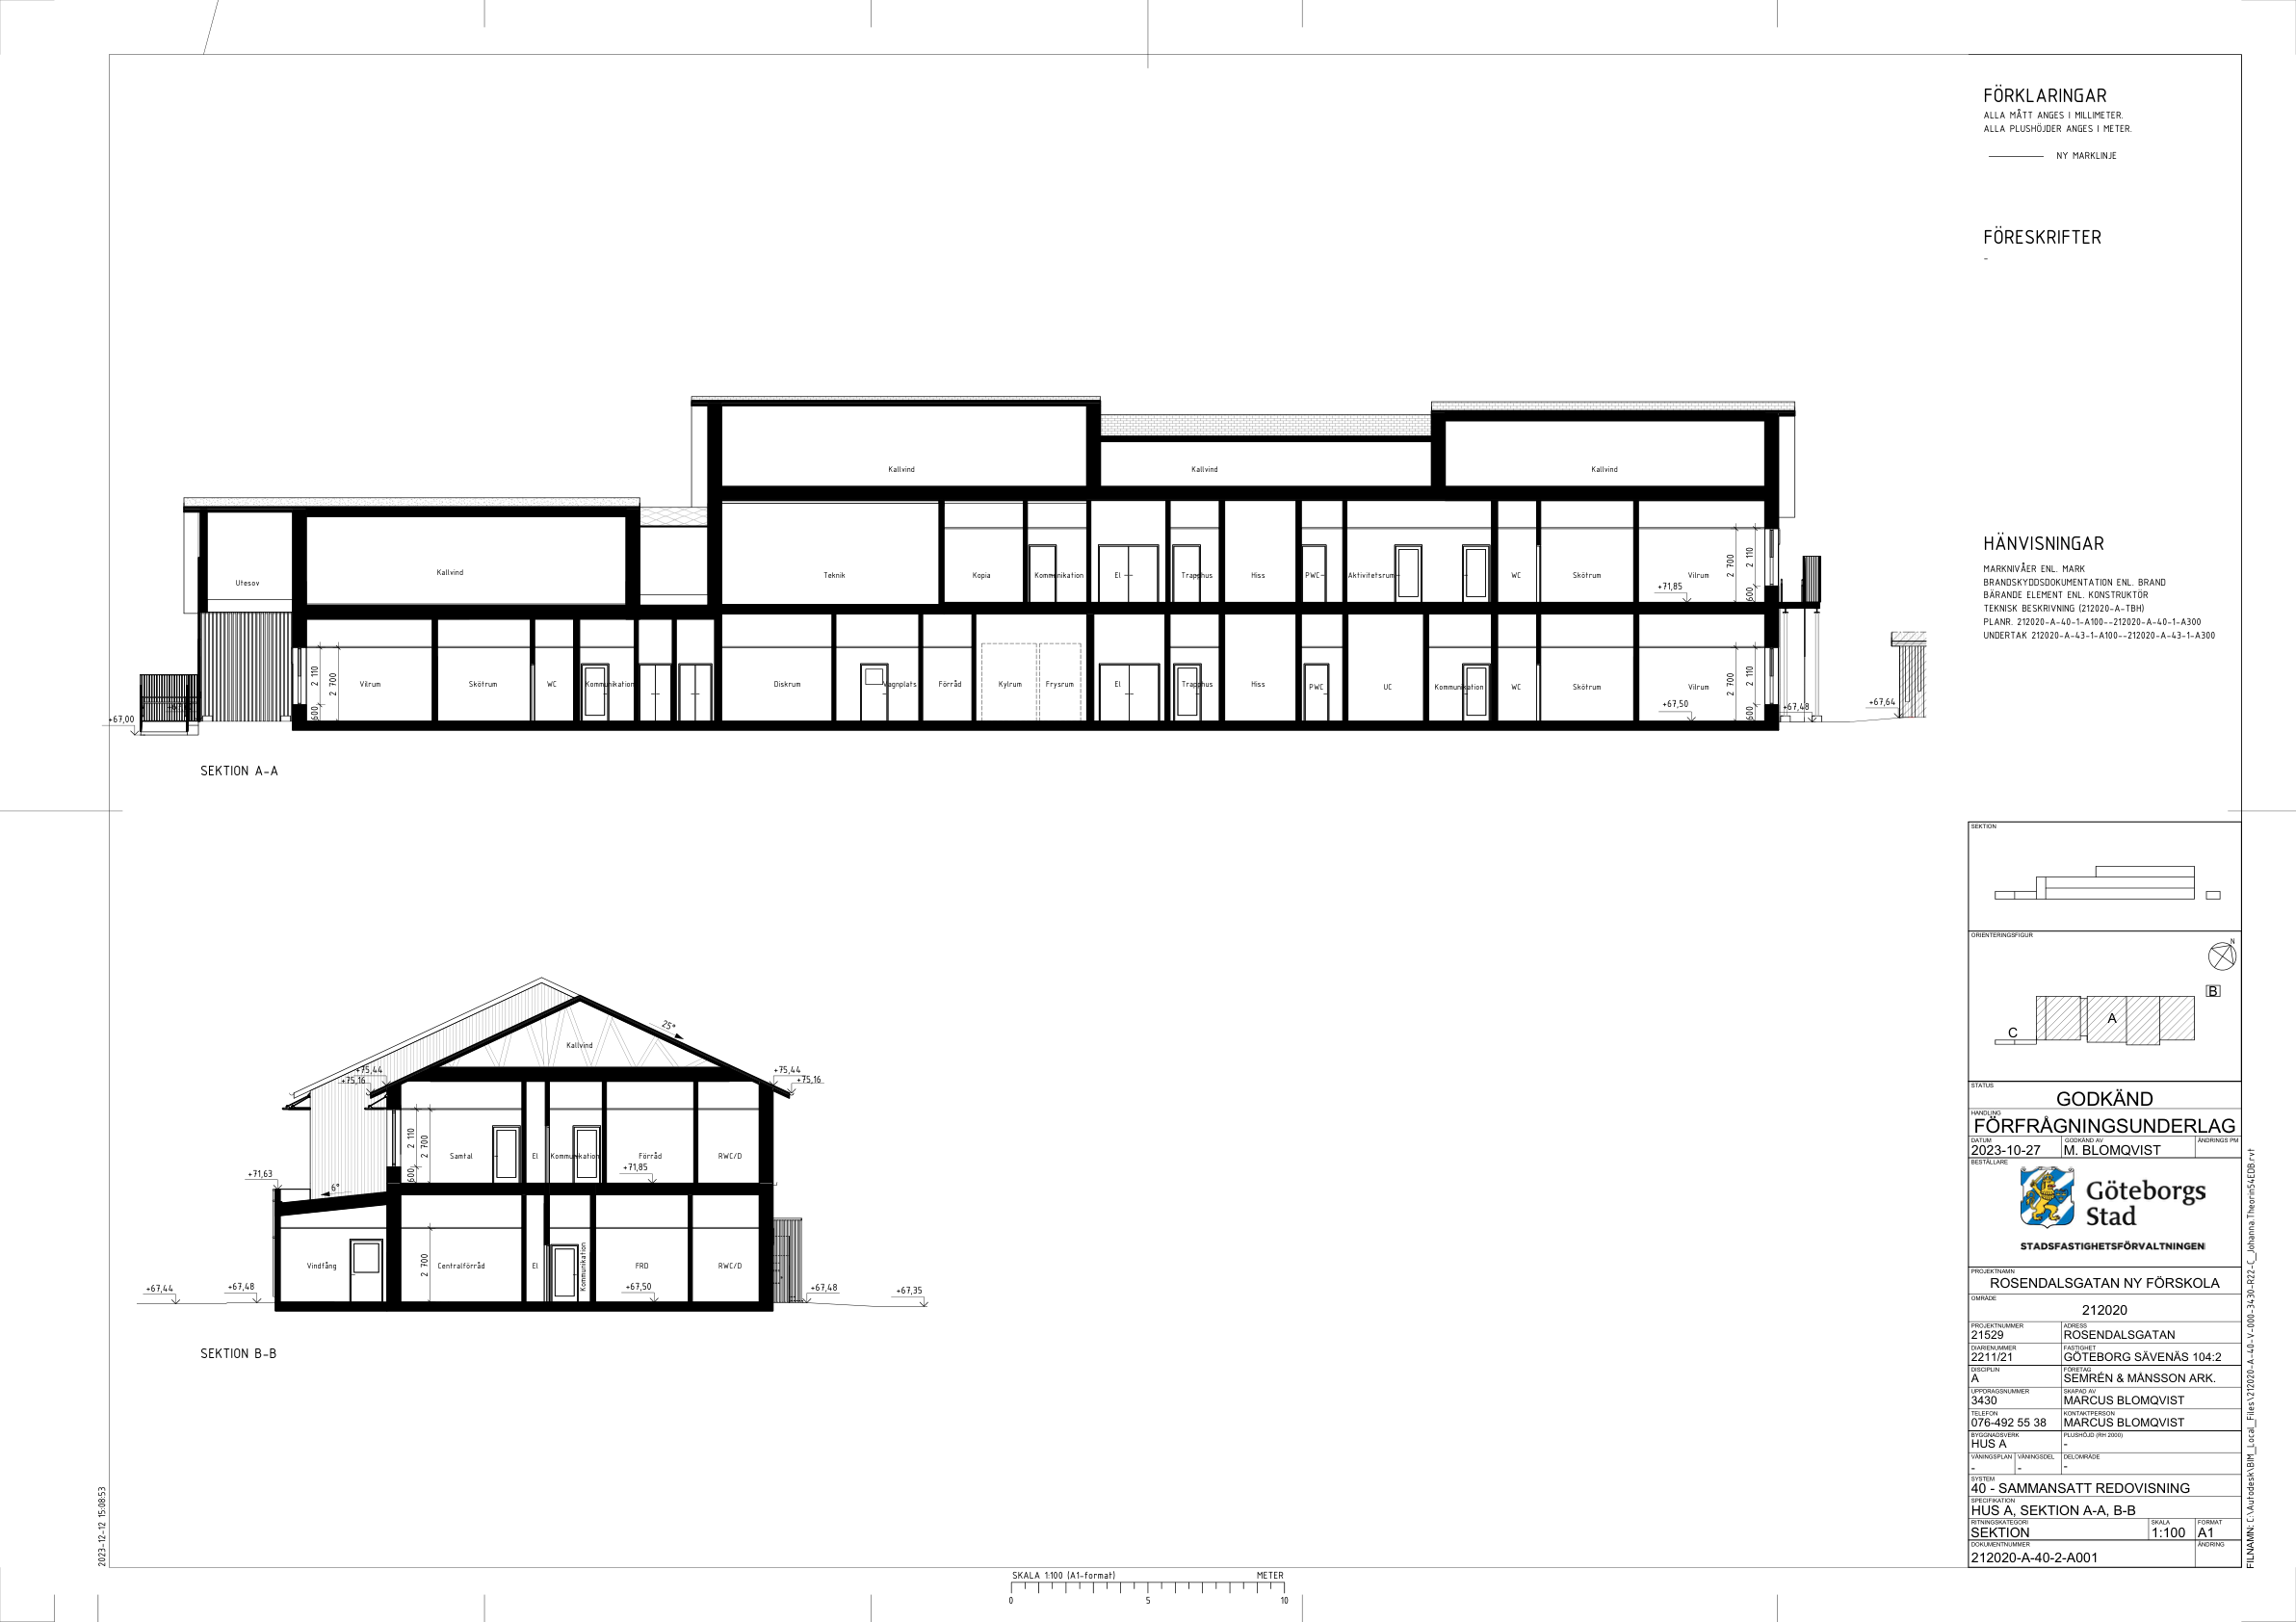 FÖRKLARINGAR
ALLA MÅTT ANGES I MILLIMETER.
ALLA PLUSHÖJDER ANGES I METER.
NY MARKLINJE
FÖRESKRIFTER
-
HÄNVISNINGAR
MARKNIVÅER ENL. MARK
BRANDSKYDDSDOKUMENTATION ENL. BRAND
BÄRANDE ELEMENT ENL. KONSTRUKTÖR
TEKNISK BESKRIVNING (212020-A-TBH)
PLANR. 212020-A-40-1-A100--212020-A-40-1-A300
UNDERTAK 212020-A-43-1-A100--212020-A-43-1-A300
Kallvind Kallvind Kallvind
Utesov Kallvind Teknik Kopia Kommunikation El Trapphus Hiss PWC Aktivitetsrum WC Skötrum Vilrum
+71,85 2 700 2 110 600
2 110 2 700 600
Vilrum Skötrum WC Kommunikation Diskrum Vagnplats Förråd Kylrum Frysrum El Trapphus Hiss PWC UC Kommunikation WC Skötrum Vilrum
2 700 2 110 600
+67,00 +67,50 +67,48 +67,64
SEKTION A-A
25°
Kallvind
+75,44 +75,44
+75,16 +75,16
2 110 2 700 600
Samtal El Kommunikation Förråd RWC/D
+71,85
+71,63
6°
Vindfång 2 700 Centralförråd El Kommunikation FRD RWC/D
+67,44 +67,48 +67,50 +67,48 +67,35
SEKTION B-B
SEKTION
ORIENTERINGSFIGUR
N
B
A
C
STATUS
GODKÄND
HANDLING
FÖRFRÅGNINGSUNDERLAG
DATUM GODKÄND AV ÄNDRINGS PM
2023-10-27 M. BLOMQVIST
BESTÄLLARE
Göteborgs
Stad
STADSFASTIGHETSFÖRVALTNINGEN
PROJEKTNAMN
ROSENDALSGATAN NY FÖRSKOLA
OMRÅDE
212020
PROJEKTNUMMER ADRESS
21529 ROSENDALSGATAN
DIARIENUMMER FASTIGHET
2211/21 GÖTEBORG SÄVENÄS 104:2
DISCIPLIN FÖRETAG
A SEMRÉN & MÅNSSON ARK.
UPPDRAGSNUMMER SKAPAD AV
3430 MARCUS BLOMQVIST
TELEFON KONTAKTPERSON
076-492 55 38 MARCUS BLOMQVIST
BYGGNADSVERK PLUSHÖJD (RH 2000)
HUS A -
VÅNINGSPLAN VÅNINGSDEL DELOMRÅDE
- - -
SYSTEM
40 - SAMMANSATT REDOVISNING
SPECIFIKATION
HUS A, SEKTION A-A, B-B
RITNINGSKATEGORI SKALA FORMAT
SEKTION 1:100 A1
DOKUMENTNUMMER ÄNDRING
212020-A-40-2-A001
FILNAMN: C:\Autodesk\BIM_Local_Files\212020-A-40-V-000-3430-R22-C_Johanna.Theorin54EDB.rvt
2023-12-12 15:08:53
SKALA 1:100 (A1-format) METER
0 5 10